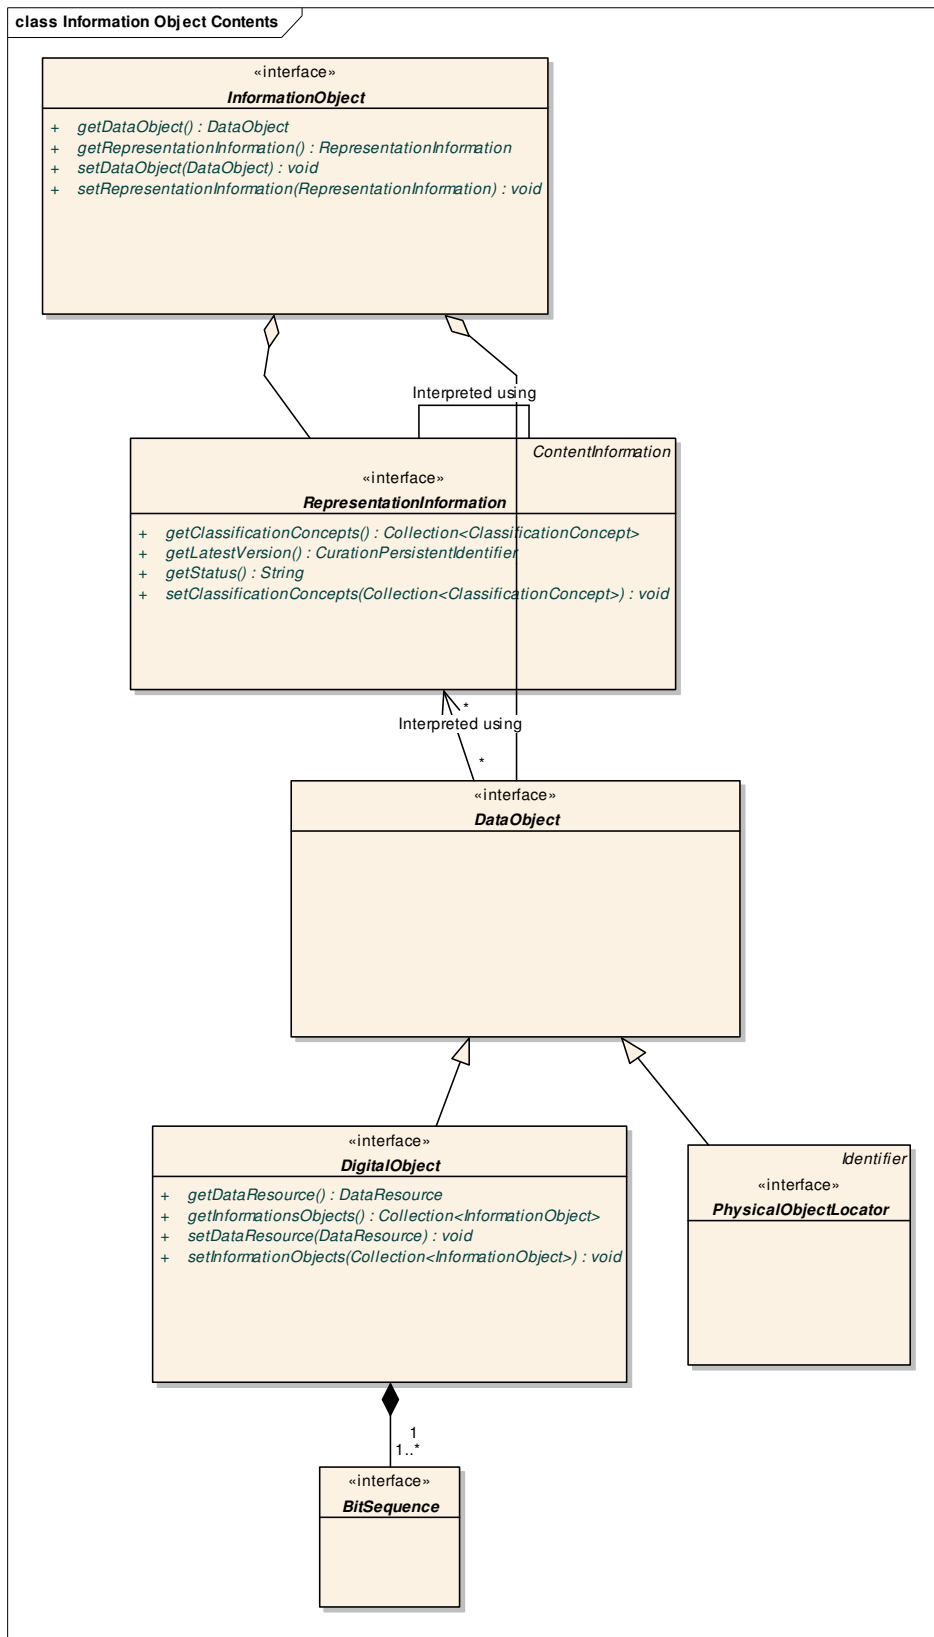 class Information Object Contents
«interface»
InformationObject
+ getDataObject() : DataObject
+ getRepresentationInformation() : RepresentationInformation
+ setDataObject(DataObject) : void
+ setRepresentationInformation(RepresentationInformation) : void
Interpreted using
ContentInformation
«interface»
RepresentationInformation
+ getClassificationConcepts() : Collection<ClassificationConcept>
+ getLatestVersion() : CurationPersistentIdentifier
+ getStatus() : String
+ setClassificationConcepts(Collection<ClassificationConcept>) : void
*
Interpreted using
*
«interface»
DataObject
«interface»
DigitalObject
+ getDataResource() : DataResource
+ getInformationsObjects() : Collection<InformationObject>
+ setDataResource(DataResource) : void
+ setInformationObjects(Collection<InformationObject>) : void
Identifier
«interface»
PhysicalObjectLocator
1
1..*
«interface»
BitSequence